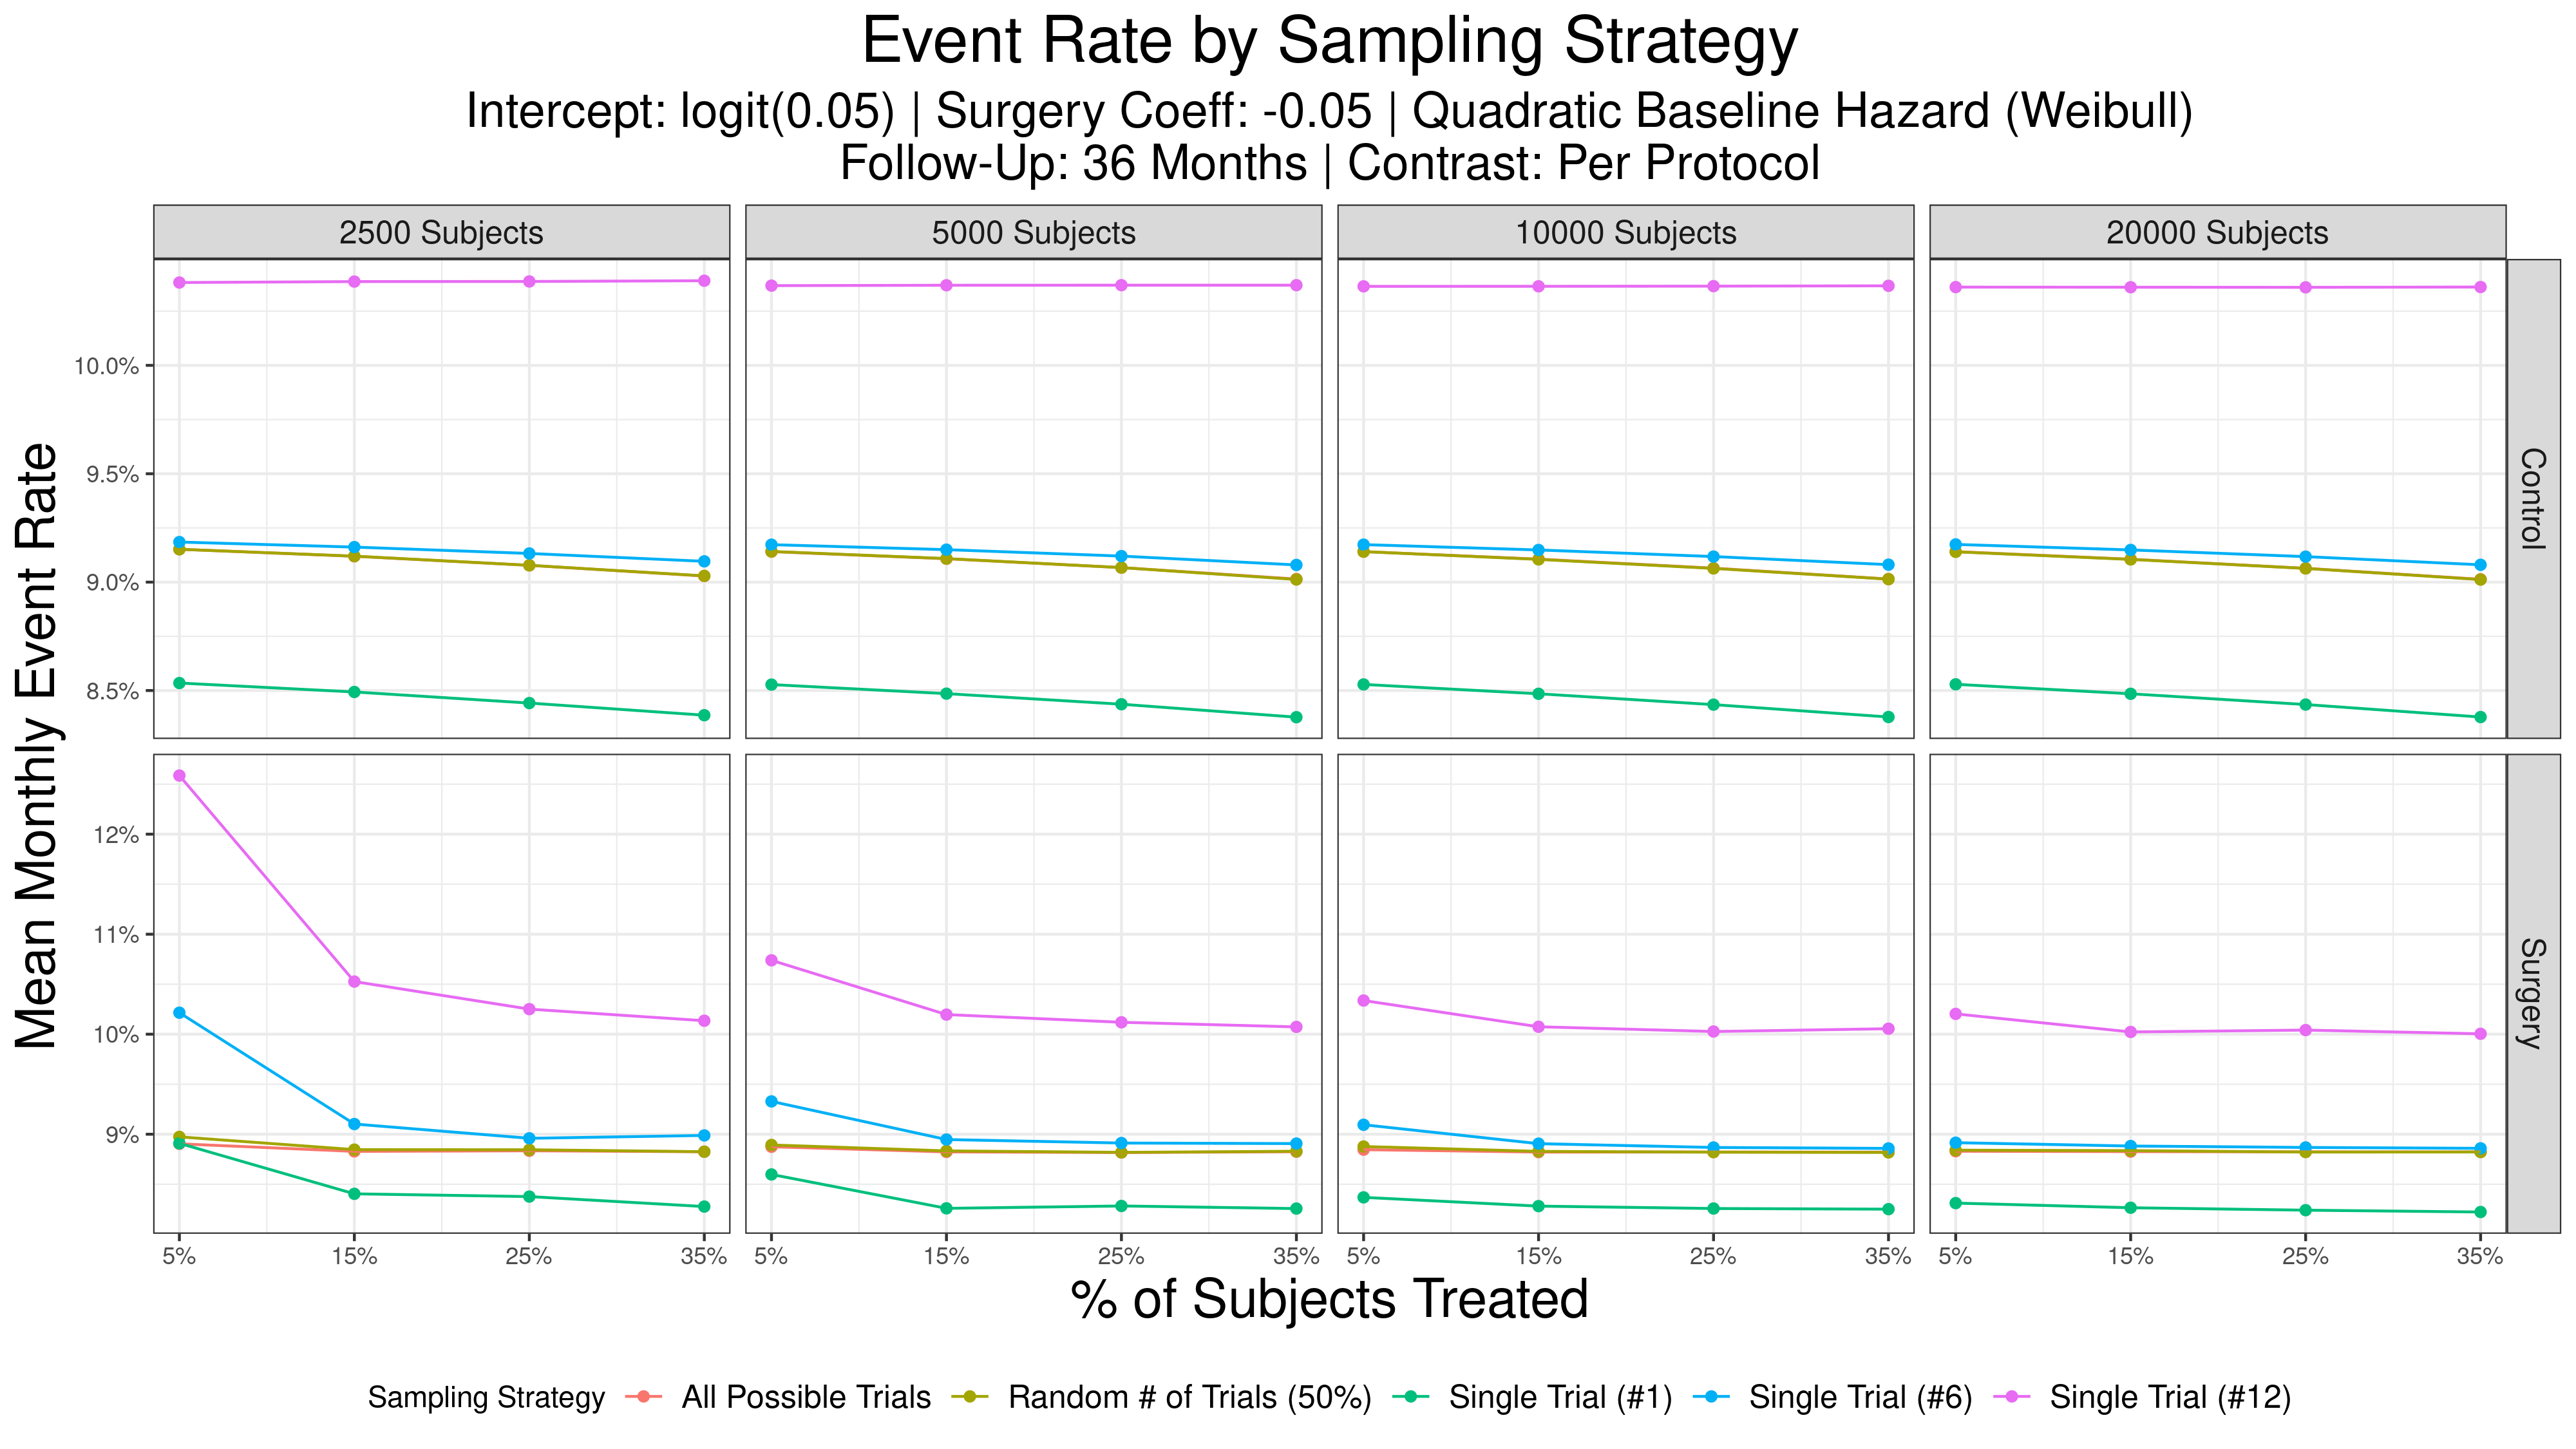 Event Rate by Sampling Strategy
Intercept: logit(0.05) | Surgery Coeff: -0.05 | Quadratic Baseline Hazard (Weibull)
Follow-Up: 36 Months | Contrast: Per Protocol
2500 Subjects
5000 Subjects
10000 Subjects
20000 Subjects
Mean Monthly Event Rate
10.0%
9.5%
9.0%
8.5%
Control
12%
11%
10%
9%
Surgery
5% 15% 25% 35%
5% 15% 25% 35%
5% 15% 25% 35%
5% 15% 25% 35%
% of Subjects Treated
Sampling Strategy All Possible Trials Random # of Trials (50%) Single Trial (#1) Single Trial (#6) Single Trial (#12)